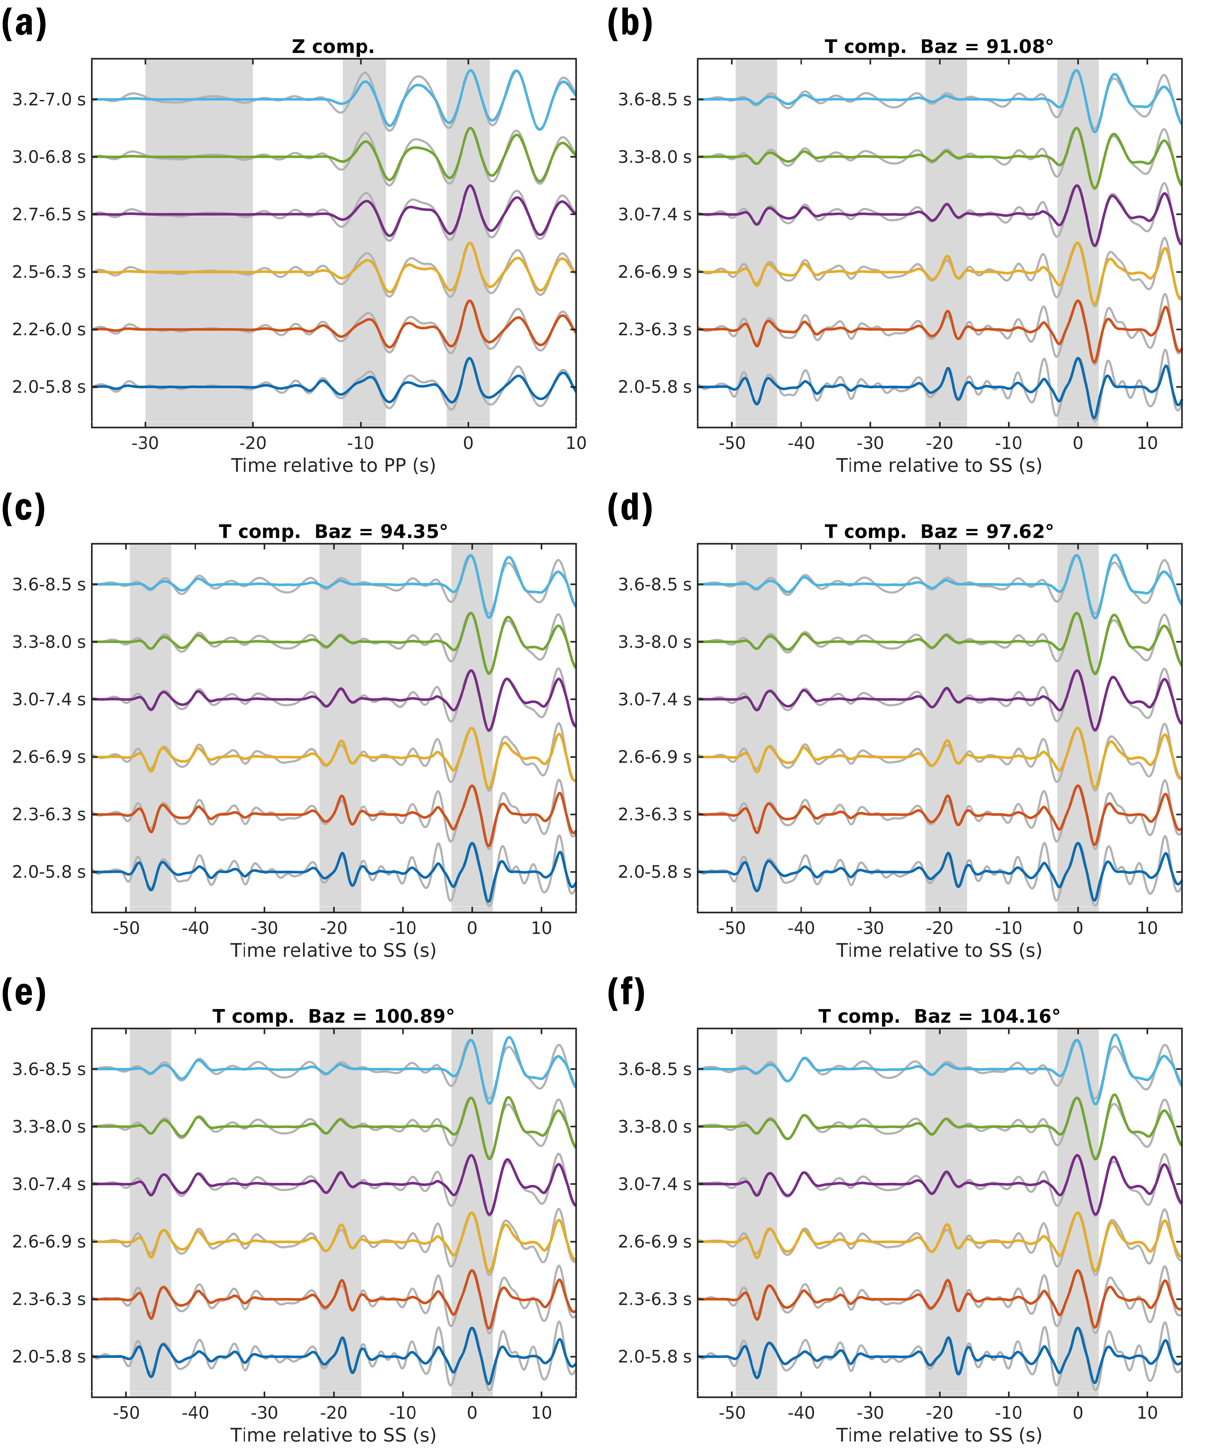 (a)
Z comp.
3.2-7.0 s
3.0-6.8 s
2.7-6.5 s
2.5-6.3 s
2.2-6.0 s
2.0-5.8 s
-30 -20 -10 0 10
Time relative to PP (s)
(b)
T comp. Baz = 91.08°
3.6-8.5 s
3.3-8.0 s
3.0-7.4 s
2.6-6.9 s
2.3-6.3 s
2.0-5.8 s
-50 -40 -30 -20 -10 0 10
Time relative to SS (s)
(c)
T comp. Baz = 94.35°
3.6-8.5 s
3.3-8.0 s
3.0-7.4 s
2.6-6.9 s
2.3-6.3 s
2.0-5.8 s
-50 -40 -30 -20 -10 0 10
Time relative to SS (s)
(d)
T comp. Baz = 97.62°
3.6-8.5 s
3.3-8.0 s
3.0-7.4 s
2.6-6.9 s
2.3-6.3 s
2.0-5.8 s
-50 -40 -30 -20 -10 0 10
Time relative to SS (s)
(e)
T comp. Baz = 100.89°
3.6-8.5 s
3.3-8.0 s
3.0-7.4 s
2.6-6.9 s
2.3-6.3 s
2.0-5.8 s
-50 -40 -30 -20 -10 0 10
Time relative to SS (s)
(f)
T comp. Baz = 104.16°
3.6-8.5 s
3.3-8.0 s
3.0-7.4 s
2.6-6.9 s
2.3-6.3 s
2.0-5.8 s
-50 -40 -30 -20 -10 0 10
Time relative to SS (s)